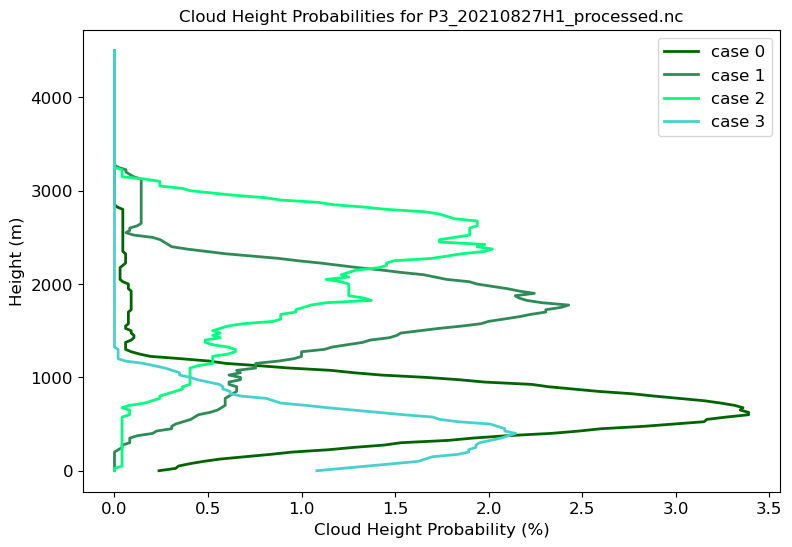 Cloud Height Probabilities for P3_20210827H1_processed.nc
case 0
case 1
case 2
case 3
4000
3000
2000
1000
0
Height (m)
0.0 0.5 1.0 1.5 2.0 2.5 3.0 3.5
Cloud Height Probability (%)